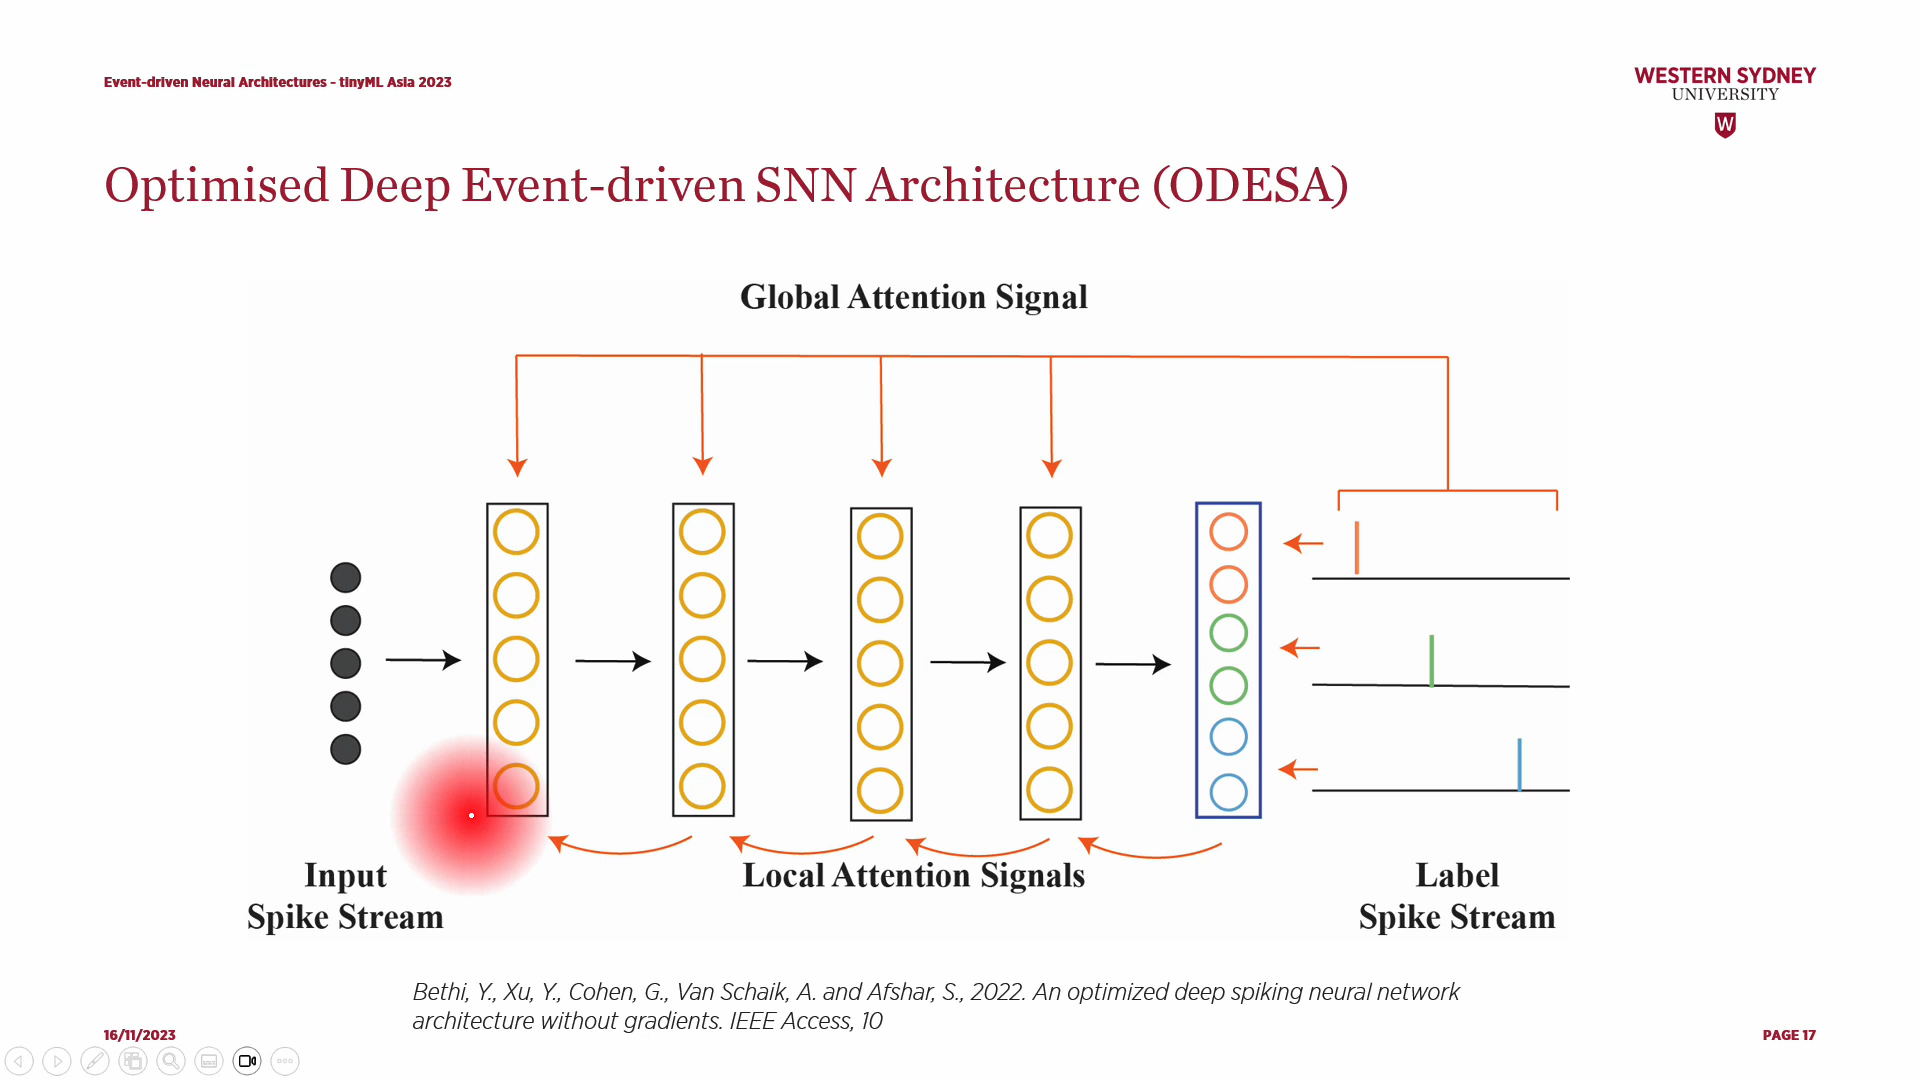 Event-driven Neural Architectures - tinyML Asia 2023
WESTERN SYDNEY
UNIVERSITY
W
Optimised Deep Event-driven SNN Architecture (ODESA)
Global Attention Signal
Local Attention Signals
Input
Spike Stream
Label
Spike Stream
Bethi, Y., Xu, Y., Cohen, G., Van Schaik, A. and Afshar, S., 2022. An optimized deep spiking neural network
architecture without gradients. IEEE Access, 10
16/11/2023
PAGE 17